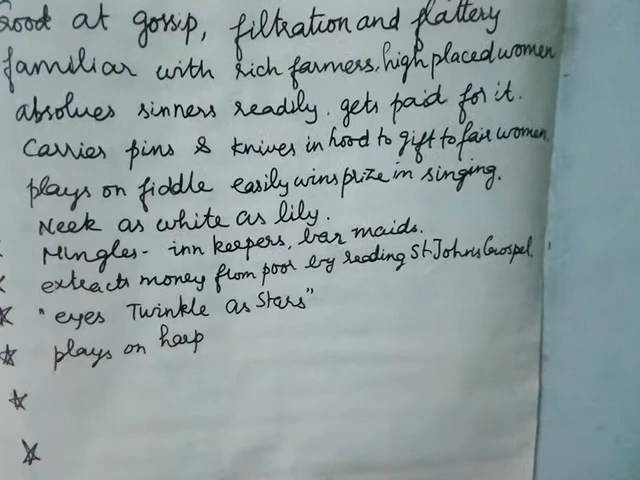 Good at gossip, filtration and flattery
familiar with rich farmers, high placed women
absolves sinners readily. gets paid for it.
Carries pins & knives in hood to gift to fair women.
plays on fiddle easily wins prize in singing.
Neek as white as lily.
Mingles - inn keepers, bar maids.
extracts money from poor by reading St. John's Gospel.
"eyes Twinkle as Stars"
plays on harp